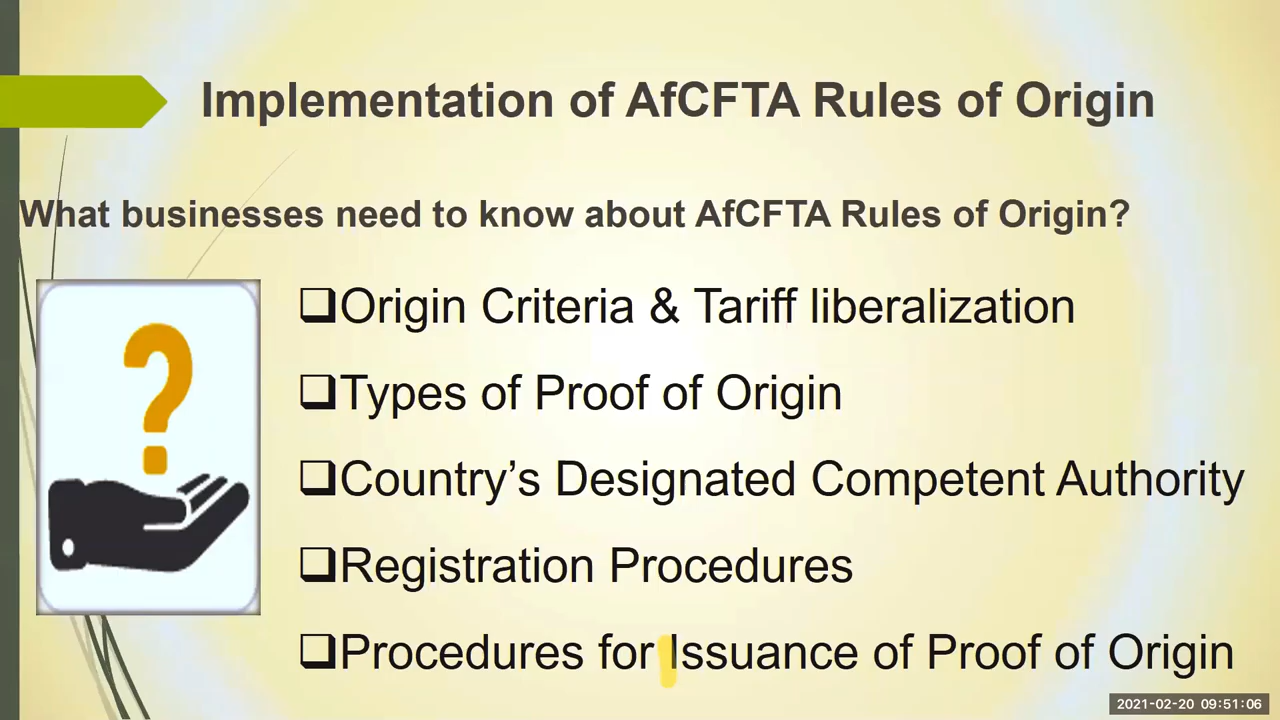 Implementation of AfCFTA Rules of Origin
What businesses need to know about AfCFTA Rules of Origin?
?
❑Origin Criteria & Tariff liberalization
❑Types of Proof of Origin
❑Country’s Designated Competent Authority
❑Registration Procedures
❑Procedures for Issuance of Proof of Origin
2021-02-20 09:51:06